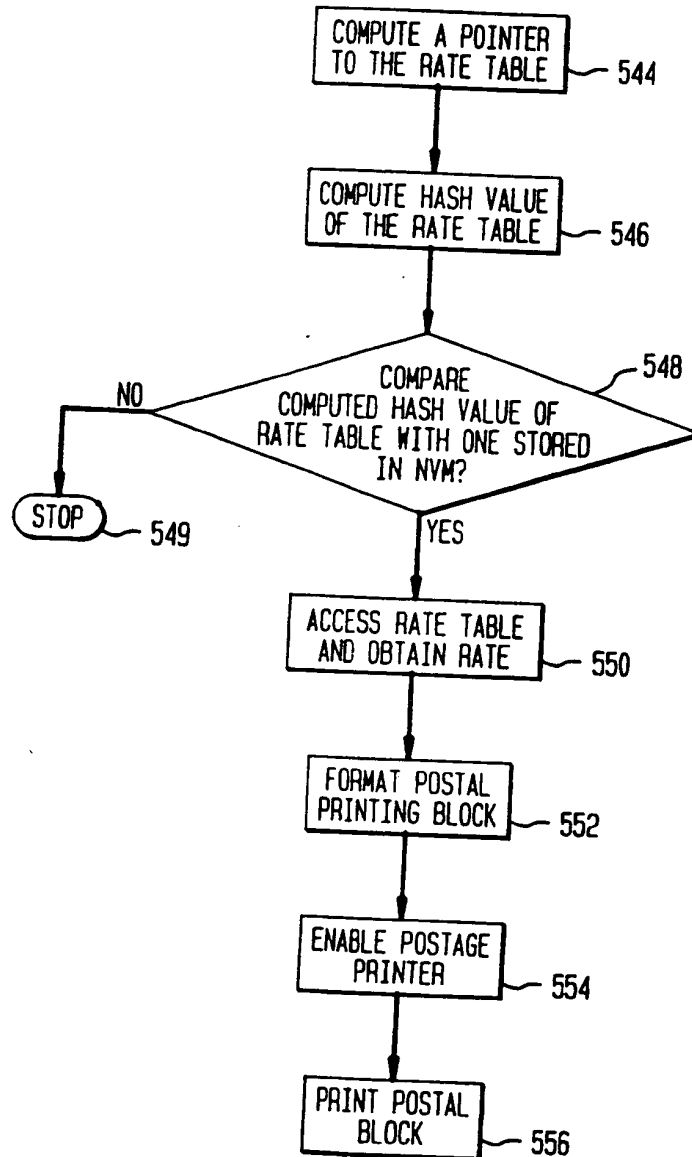 COMPUTE A POINTER
TO THE RATE TABLE
544
COMPUTE HASH VALUE
OF THE RATE TABLE
546
548
COMPARE
COMPUTED HASH VALUE OF
RATE TABLE WITH ONE STORED
IN NVM?
NO
STOP
549
YES
ACCESS RATE TABLE
AND OBTAIN RATE
550
FORMAT POSTAL
PRINTING BLOCK
552
ENABLE POSTAGE
PRINTER
554
PRINT POSTAL
BLOCK
556